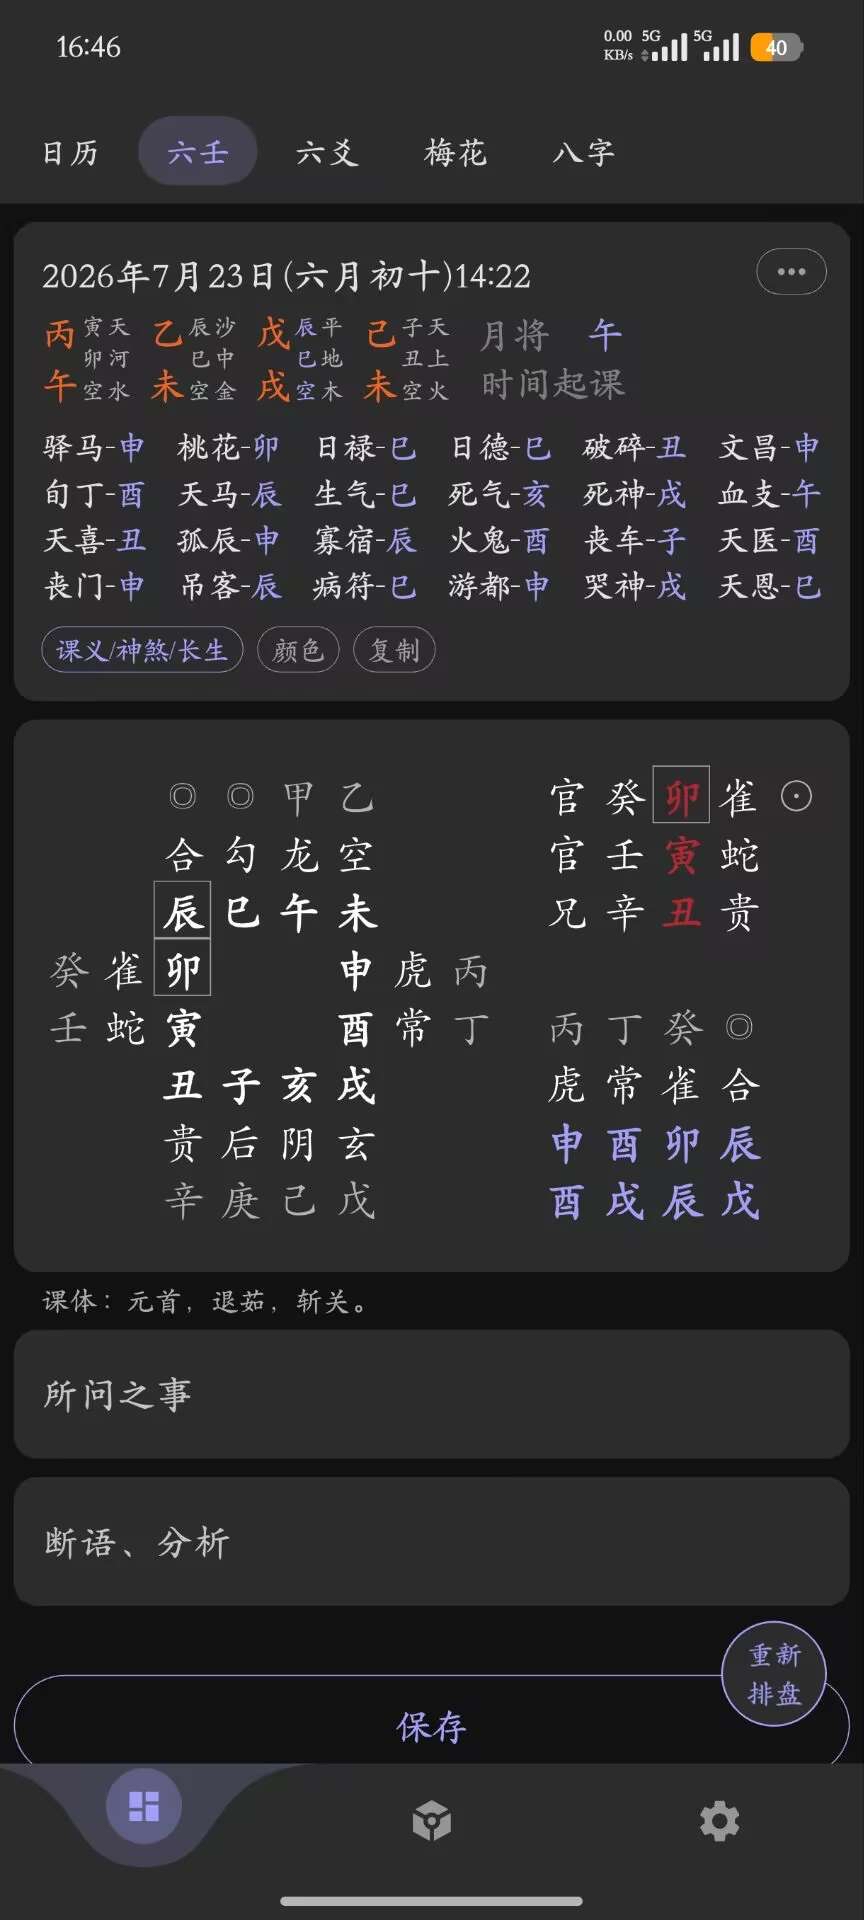 16:46 0.00 KB/s 5G 5G 40
日历 六壬 六爻 梅花 八字
2026年7月23日(六月初十)14:22
丙 寅天 乙 辰沙 戊 辰平 己 子天 月将 午
卯河 巳中 巳地 丑上
午 空水 未 空金 戌 空木 未 空火 时间起课
驿马-申 桃花-卯 日禄-巳 日德-巳 破碎-丑 文昌-申
旬丁-酉 天马-辰 生气-巳 死气-亥 死神-戌 血支-午
天喜-丑 孤辰-申 寡宿-辰 火鬼-酉 丧车-子 天医-酉
丧门-申 吊客-辰 病符-巳 游都-申 哭神-戌 天恩-巳
课义/神煞/长生 颜色 复制
◎ ◎ 甲 乙 官 癸 卯 雀 ⊙
合 勾 龙 空 官 壬 寅 蛇
辰 巳 午 未 兄 辛 丑 贵
癸 雀 卯 申 虎 丙
壬 蛇 寅 酉 常 丁 丙 丁 癸 ◎
丑 子 亥 戌 虎 常 雀 合
贵 后 阴 玄 申 酉 卯 辰
辛 庚 己 戊 酉 戌 辰 戊
课体：元首，退茹，斩关。
所问之事
断语、分析
重新
排盘
保存